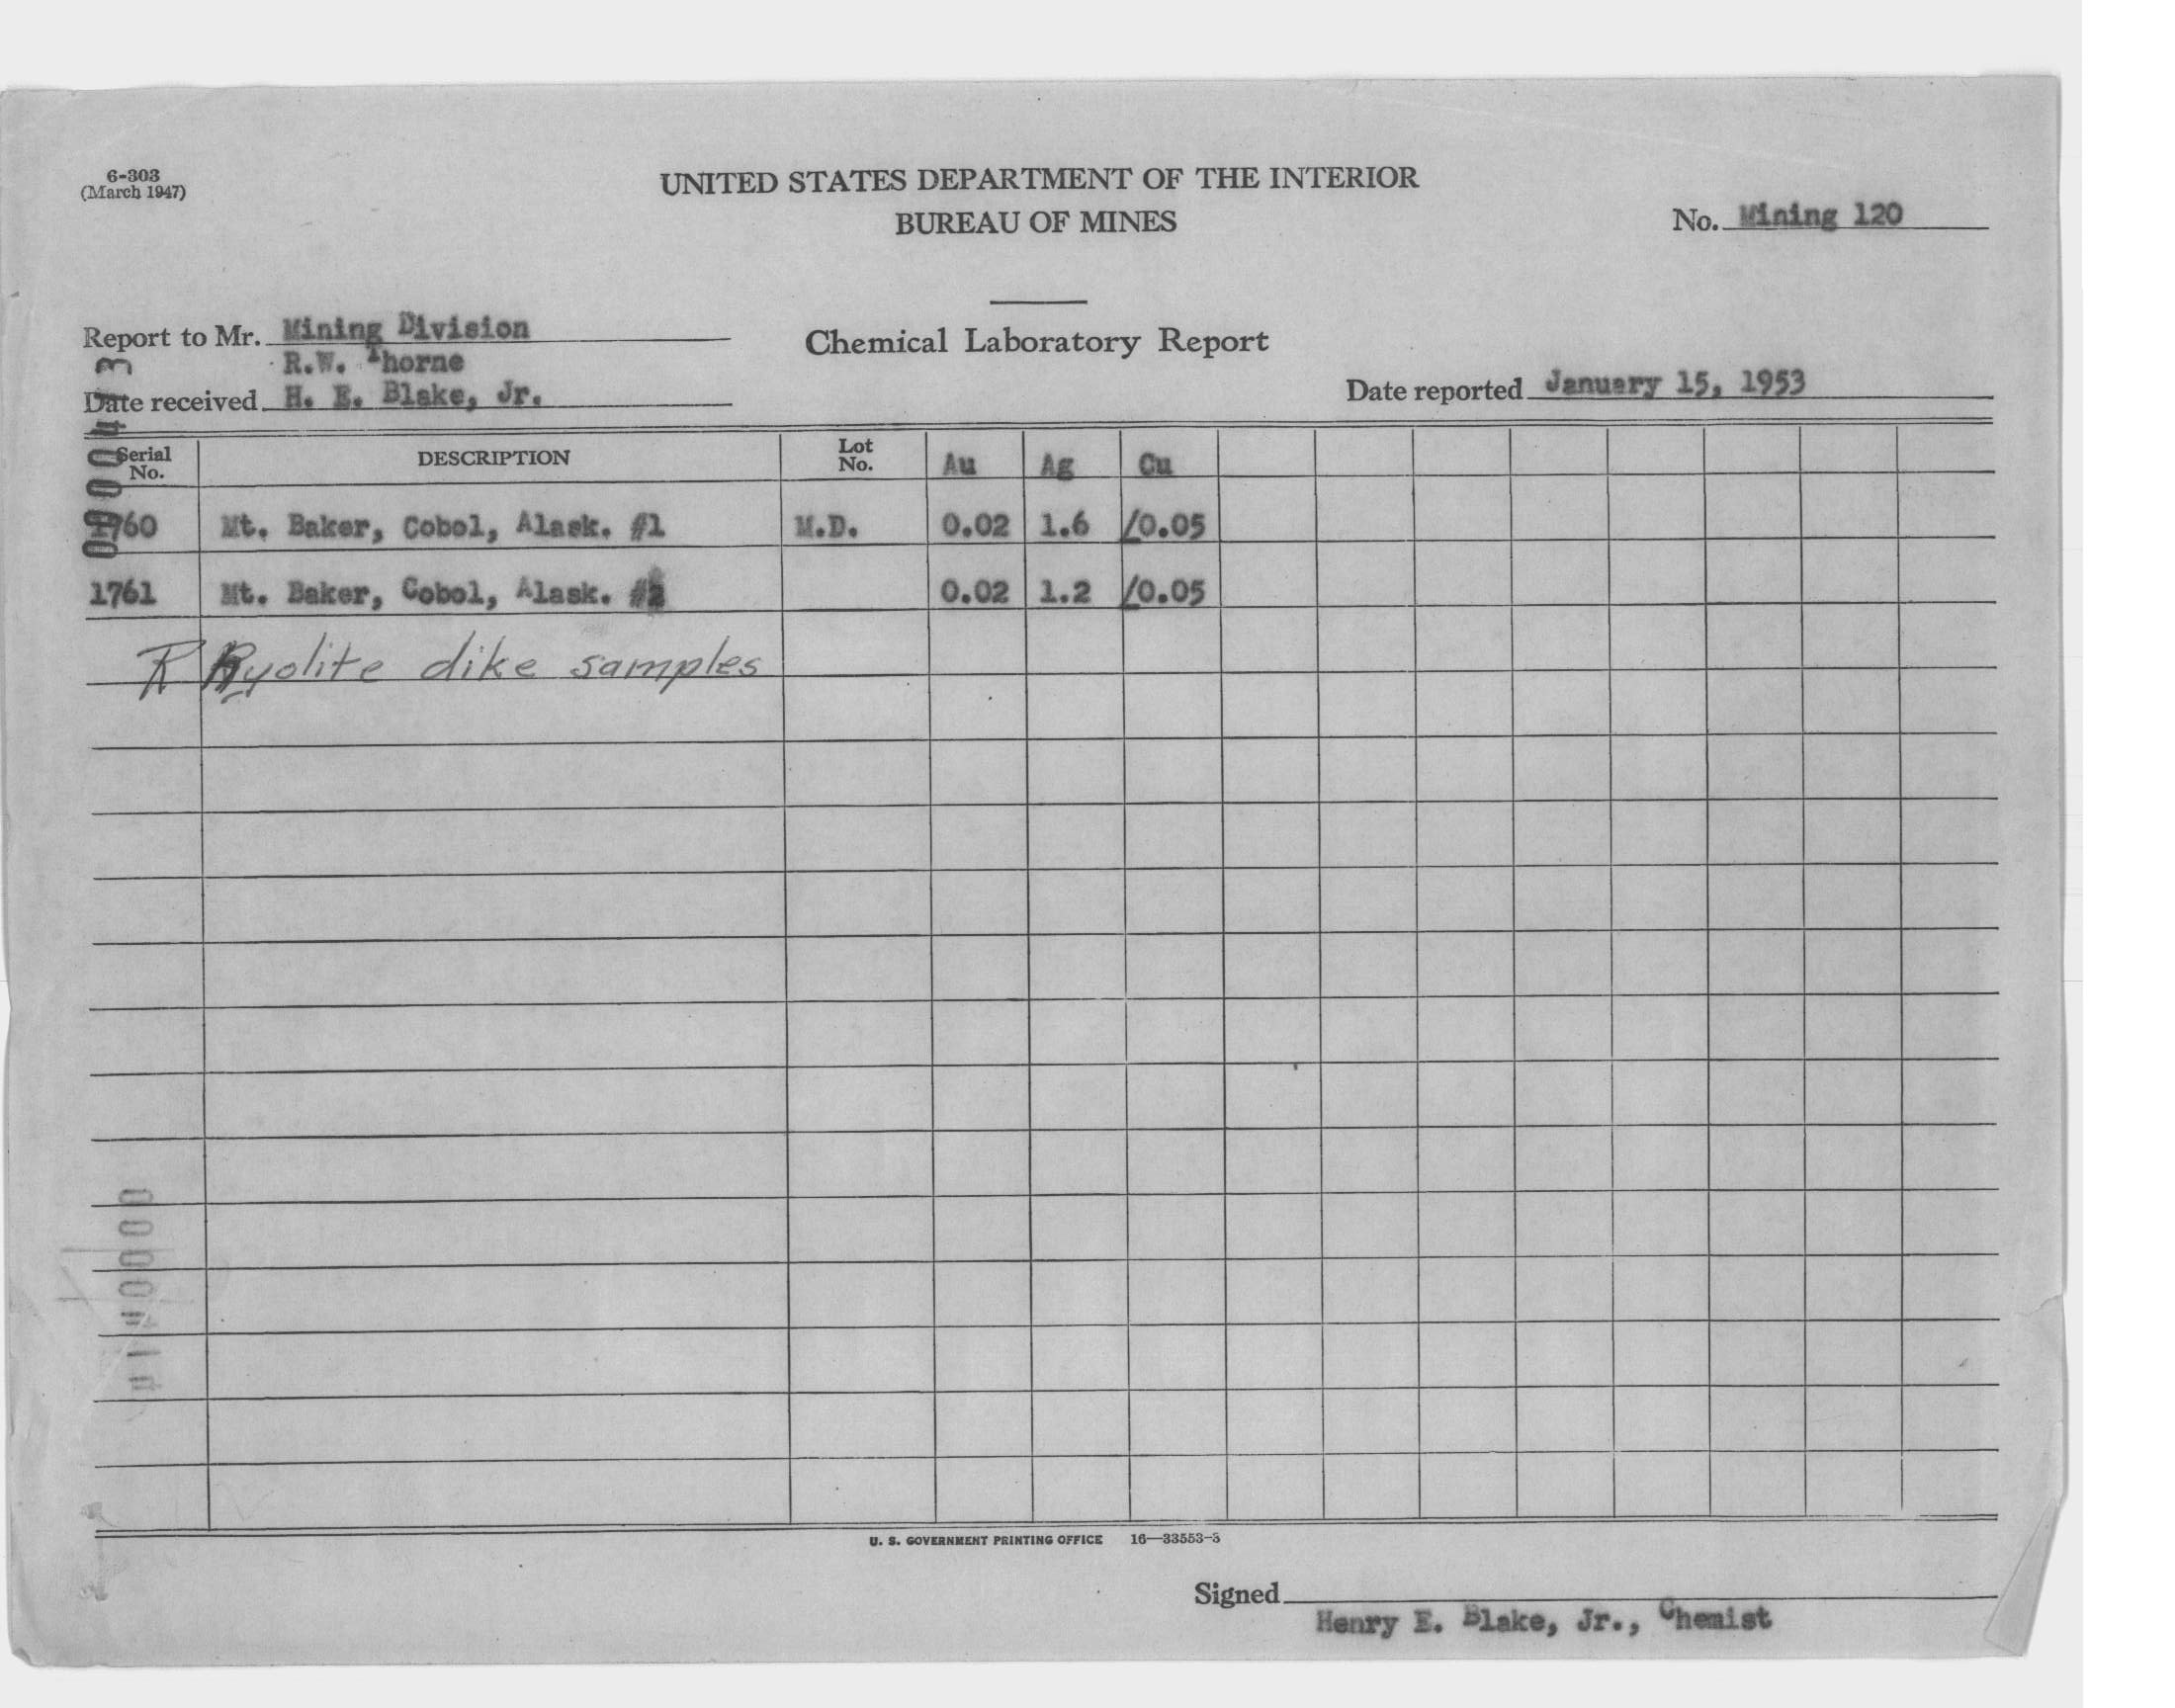 6-303
(March 1947)
UNITED STATES DEPARTMENT OF THE INTERIOR
BUREAU OF MINES
No. Mining 120
Report to Mr. Mining Division
R.W. Thorne
Chemical Laboratory Report
Date received H. E. Blake, Jr.
Date reported January 15, 1953
Serial No. DESCRIPTION Lot No. Au Ag Cu
1760 Mt. Baker, Cobol, Alask. #1 M.D. 0.02 1.6 /0.05
1761 Mt. Baker, Cobol, Alask. #2 0.02 1.2 /0.05
R Ryolite dike samples
U. S. GOVERNMENT PRINTING OFFICE 16—33553-3
Signed
Henry E. Blake, Jr., Chemist